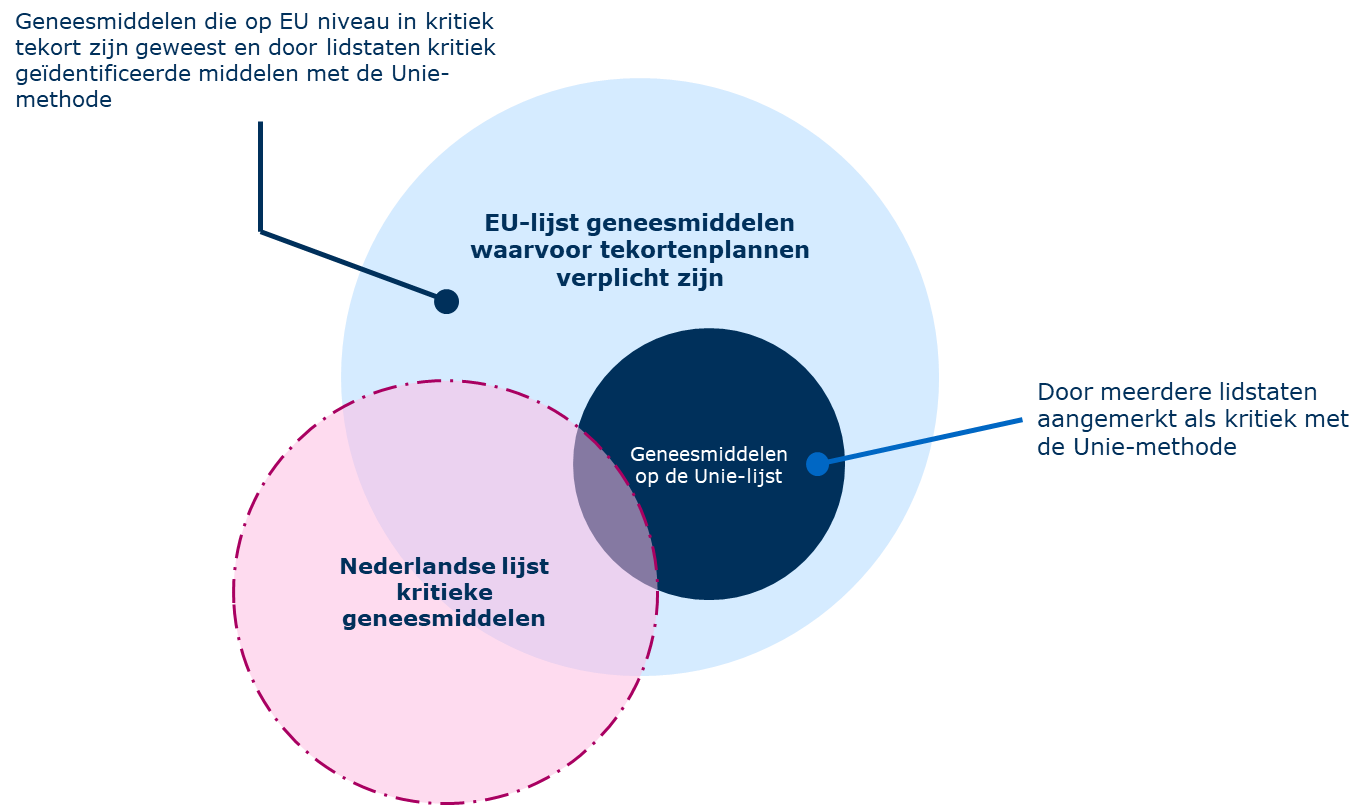 Geneesmiddelen die op EU niveau in kritiek
tekort zijn geweest en door lidstaten kritiek
geïdentificeerde middelen met de Unie-
methode
EU-lijst geneesmiddelen
waarvoor tekortenplannen
verplicht zijn
Door meerdere lidstaten
aangemerkt als kritiek met
de Unie-methode
Geneesmiddelen
op de Unie-lijst
Nederlandse lijst
kritieke
geneesmiddelen